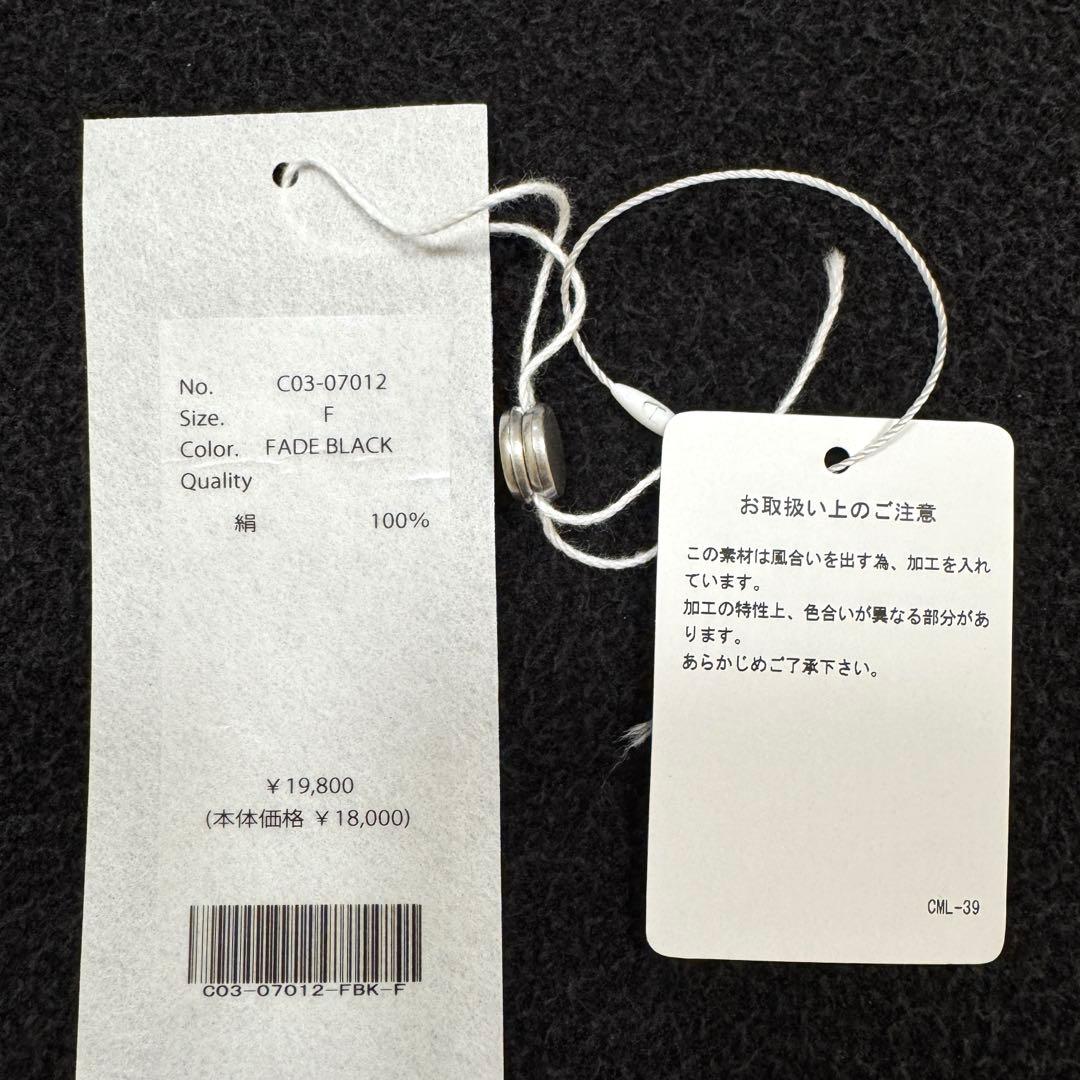 No. C03-07012
Size. F
Color. FADE BLACK
Quality
絹 100%
¥19,800
(本体価格 ¥18,000)
C03-07012-FBK-F
お取扱い上のご注意
この素材は風合いを出す為、加工を入れ
ています。
加工の特性上、色合いが異なる部分があ
ります。
あらかじめご了承下さい。
CML-39